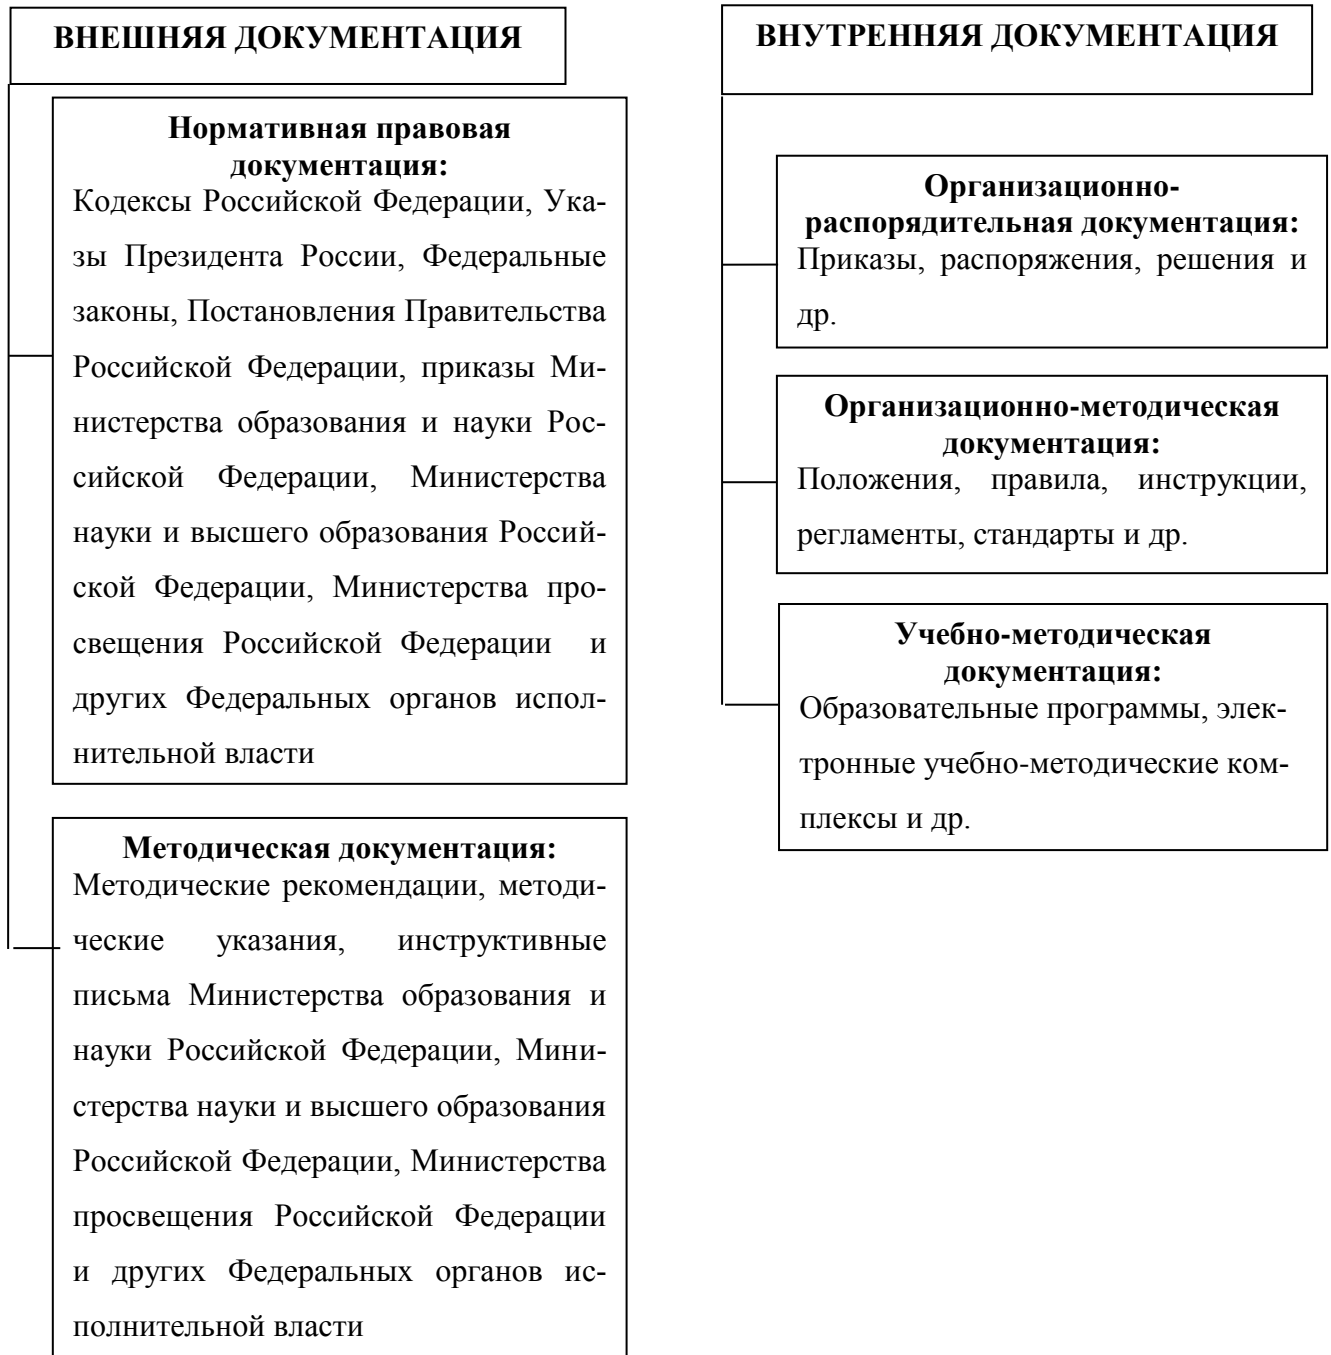 ВНЕШНЯЯ ДОКУМЕНТАЦИЯ
Нормативная правовая
документация:
Кодексы Российской Федерации, Ука-
зы Президента России, Федеральные
законы, Постановления Правительства
Российской Федерации, приказы Ми-
нистерства образования и науки Рос-
сийской Федерации, Министерства
науки и высшего образования Россий-
ской Федерации, Министерства про-
свещения Российской Федерации и
других Федеральных органов испол-
нительной власти
Методическая документация:
Методические рекомендации, методи-
ческие указания, инструктивные
письма Министерства образования и
науки Российской Федерации, Мини-
стерства науки и высшего образования
Российской Федерации, Министерства
просвещения Российской Федерации
и других Федеральных органов ис-
полнительной власти
ВНУТРЕННЯЯ ДОКУМЕНТАЦИЯ
Организационно-
распорядительная документация:
Приказы, распоряжения, решения и
др.
Организационно-методическая
документация:
Положения, правила, инструкции,
регламенты, стандарты и др.
Учебно-методическая
документация:
Образовательные программы, элек-
тронные учебно-методические ком-
плексы и др.